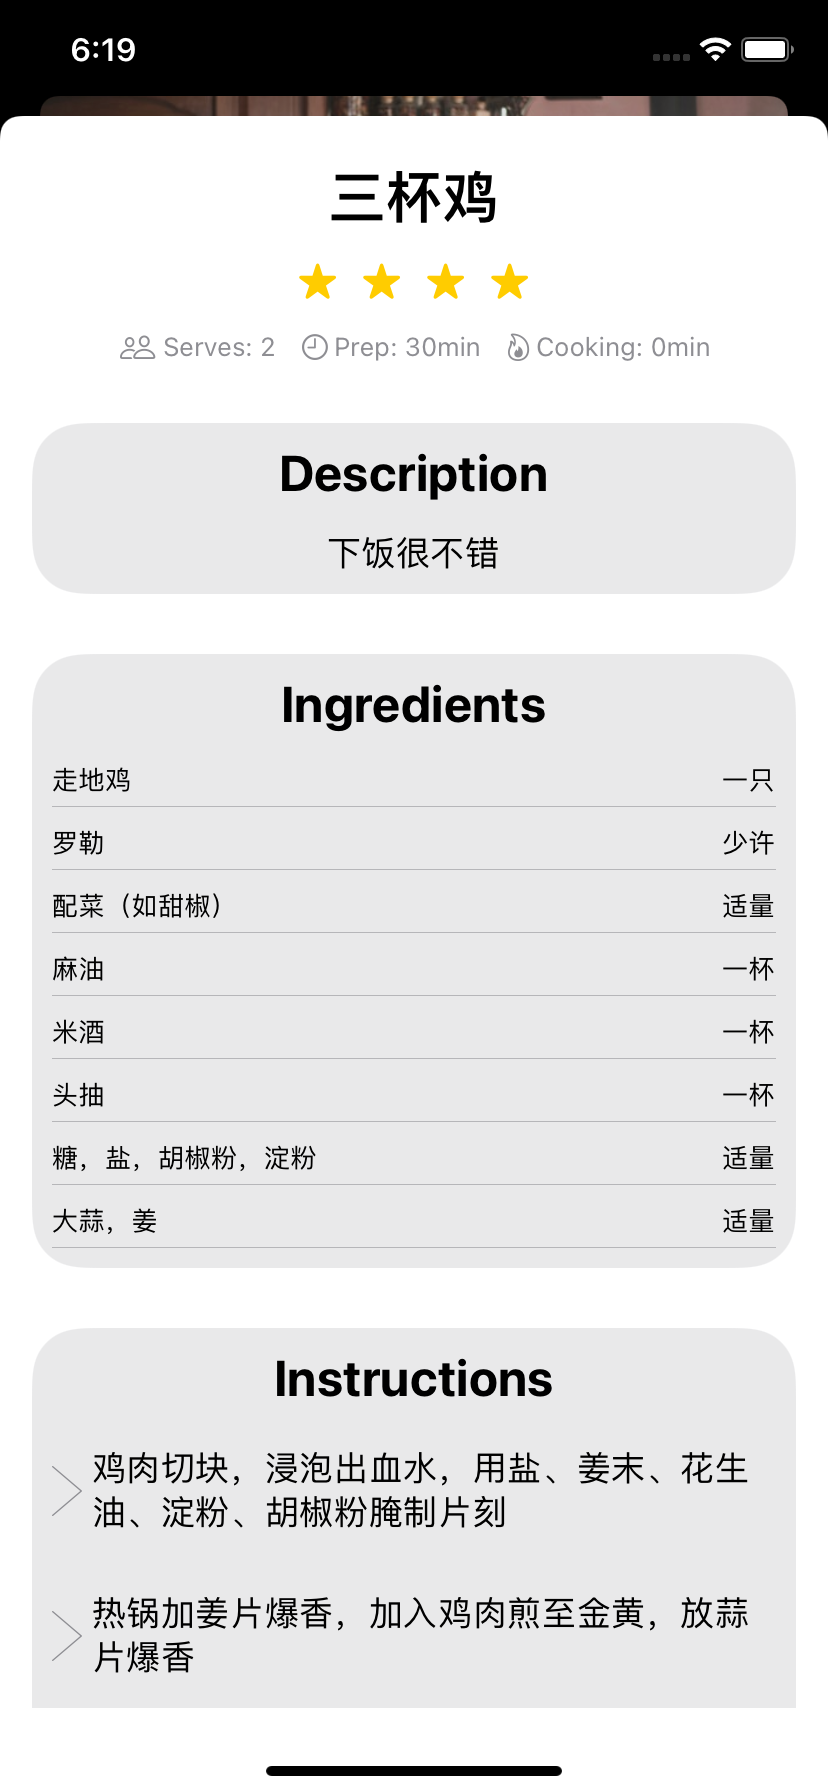 6:19
三杯鸡
Serves: 2 Prep: 30min Cooking: 0min
Description
下饭很不错
Ingredients
走地鸡 一只
罗勒 少许
配菜（如甜椒） 适量
麻油 一杯
米酒 一杯
头抽 一杯
糖，盐，胡椒粉，淀粉 适量
大蒜，姜 适量
Instructions
鸡肉切块，浸泡出血水，用盐、姜末、花生
油、淀粉、胡椒粉腌制片刻
热锅加姜片爆香，加入鸡肉煎至金黄，放蒜
片爆香